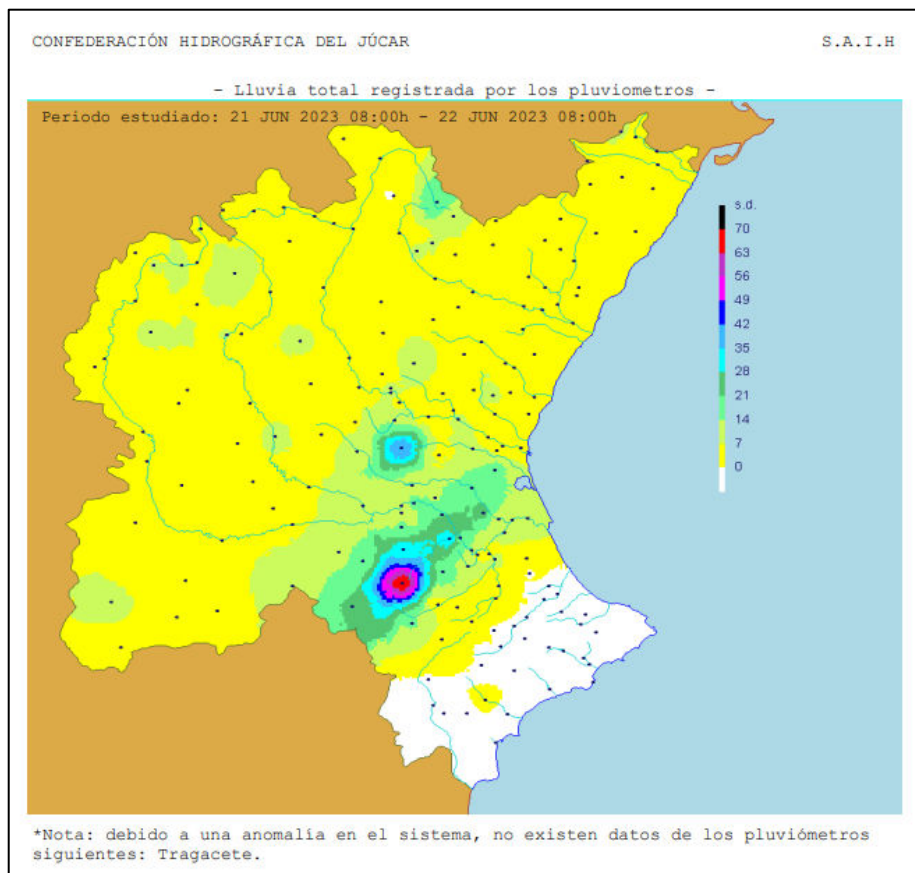 CONFEDERACIÓN HIDROGRÁFICA DEL JÚCAR S.A.I.H
- Lluvia total registrada por los pluviometros -
Periodo estudiado: 21 JUN 2023 08:00h - 22 JUN 2023 08:00h
s.d.
70
63
56
49
42
35
28
21
14
7
0
*Nota: debido a una anomalía en el sistema, no existen datos de los pluviómetros
siguientes: Tragacete.